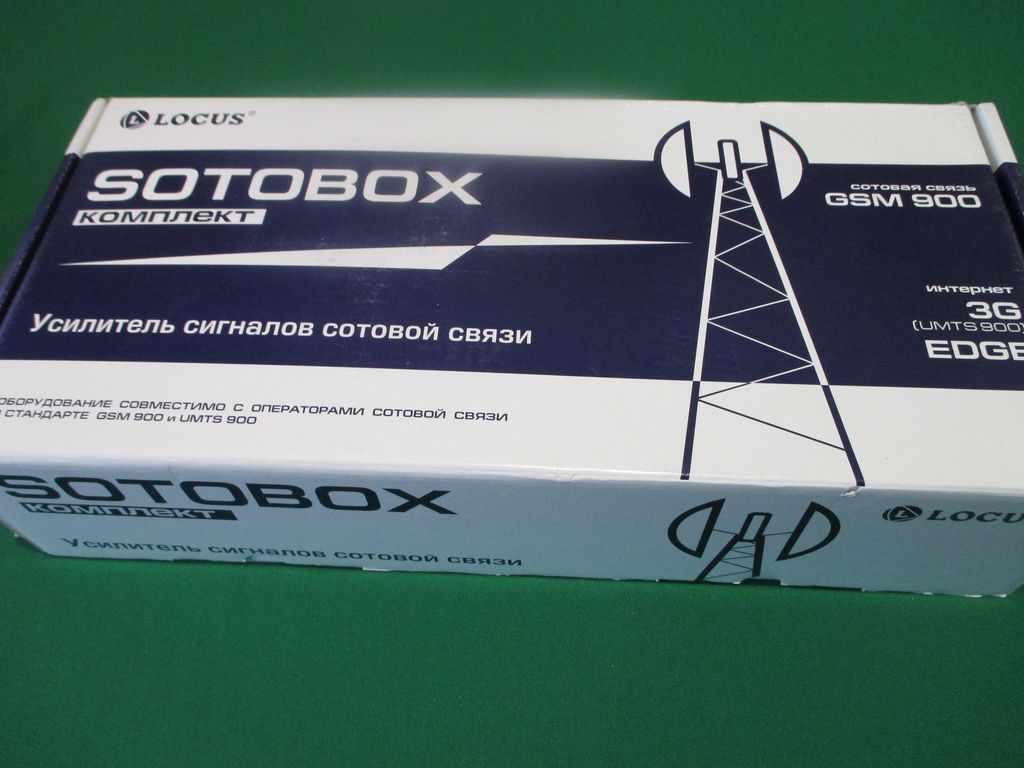 LOCUS®
SOTOBOX
КОМПЛЕКТ
Усилитель сигналов сотовой связи
сотовая связь
GSM 900
интернет
3G
(UMTS 900)
EDGE
ОБОРУДОВАНИЕ СОВМЕСТИМО С ОПЕРАТОРАМИ СОТОВОЙ СВЯЗИ
В СТАНДАРТЕ GSM 900 и UMTS 900
SOTOBOX
КОМПЛЕКТ
Усилитель сигналов сотовой связи
LOCU